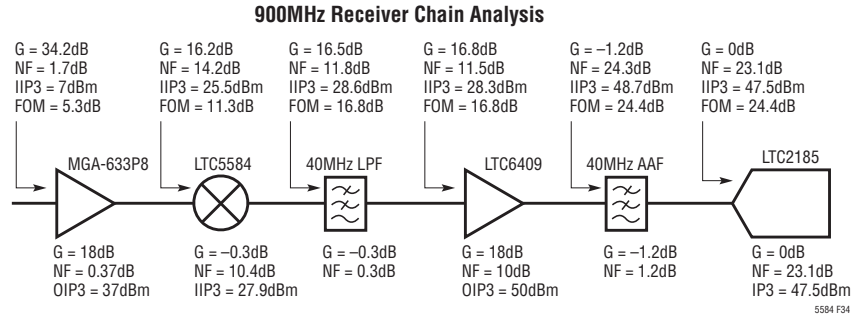 900MHz Receiver Chain Analysis
G = 34.2dB
NF = 1.7dB
IIP3 = 7dBm
FOM = 5.3dB
G = 16.2dB
NF = 14.2dB
IIP3 = 25.5dBm
FOM = 11.3dB
G = 16.5dB
NF = 11.8dB
IIP3 = 28.6dBm
FOM = 16.8dB
G = 16.8dB
NF = 11.5dB
IIP3 = 28.3dBm
FOM = 16.8dB
G = –1.2dB
NF = 24.3dB
IIP3 = 48.7dBm
FOM = 24.4dB
G = 0dB
NF = 23.1dB
IIP3 = 47.5dBm
FOM = 24.4dB
MGA-633P8
LTC5584
40MHz LPF
LTC6409
40MHz AAF
LTC2185
G = 18dB
NF = 0.37dB
OIP3 = 37dBm
G = –0.3dB
NF = 10.4dB
IIP3 = 27.9dBm
G = –0.3dB
NF = 0.3dB
G = 18dB
NF = 10dB
OIP3 = 50dBm
G = –1.2dB
NF = 1.2dB
G = 0dB
NF = 23.1dB
IP3 = 47.5dBm
5584 F34